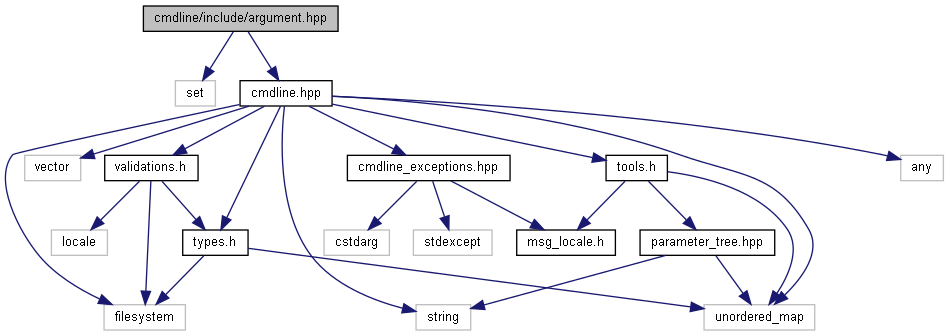 cmdline/include/argument.hpp
set
cmdline.hpp
vector
validations.h
cmdline_exceptions.hpp
tools.h
any
locale
types.h
cstdarg
stdexcept
msg_locale.h
parameter_tree.hpp
filesystem
string
unordered_map